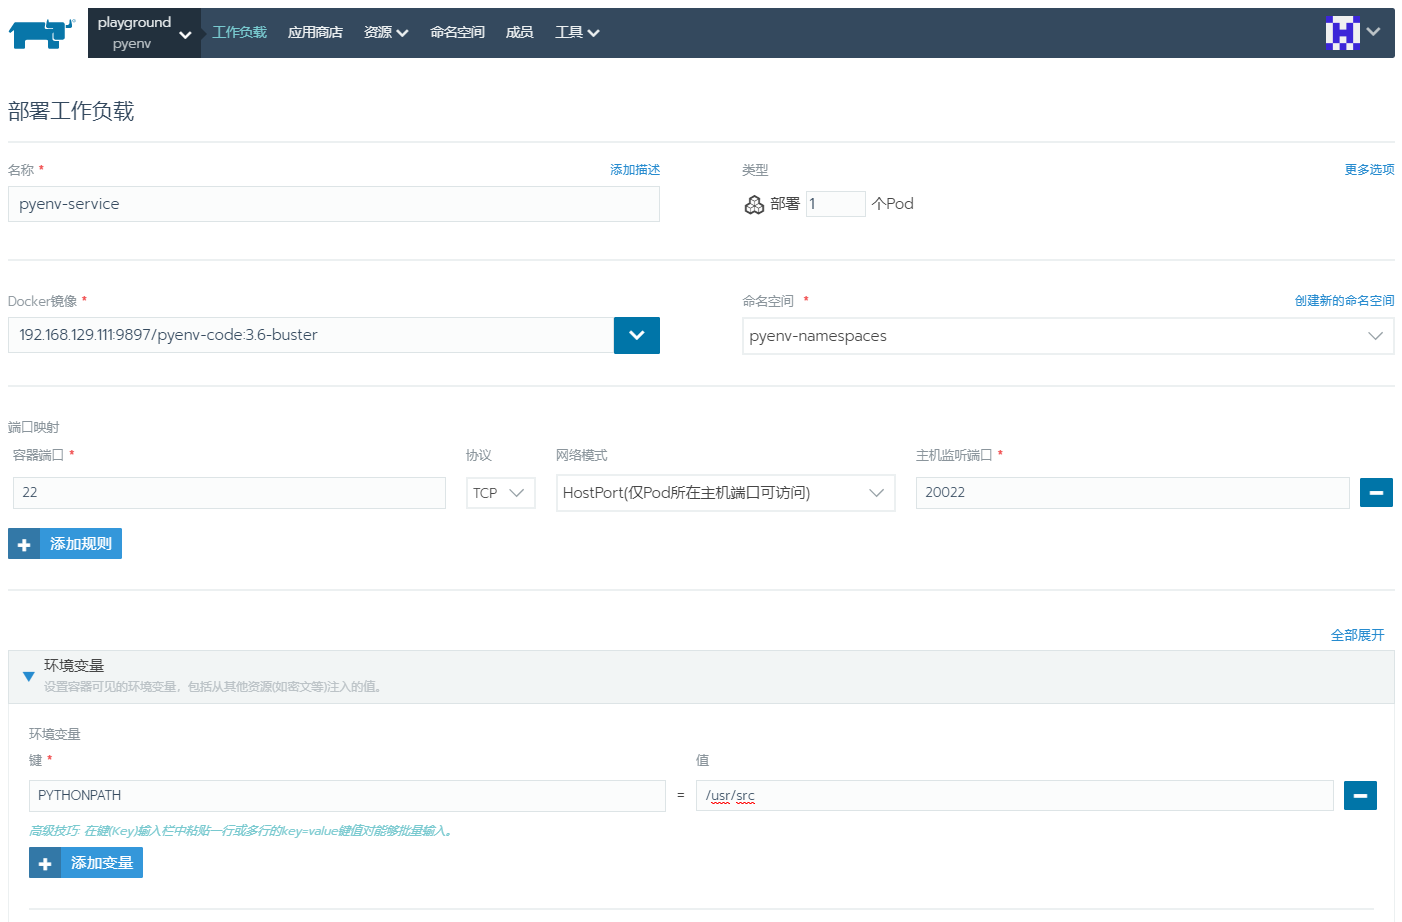 playground
pyenv
工作负载 应用商店 资源 命名空间 成员 工具
部署工作负载
名称 * 添加描述 类型 更多选项
pyenv-service 部署 1 个Pod
Docker镜像 * 命名空间 * 创建新的命名空间
192.168.129.111:9897/pyenv-code:3.6-buster pyenv-namespaces
端口映射
容器端口 * 协议 网络模式 主机监听端口 *
22 TCP HostPort(仅Pod所在主机端口可访问) 20022
添加规则
全部展开
环境变量
设置容器可见的环境变量，包括从其他资源(如密文等)注入的值。
环境变量
键 * 值
PYTHONPATH = /usr/src
高级技巧: 在键(Key)输入栏中粘贴一行或多行的key=value键值对能够批量输入。
添加变量